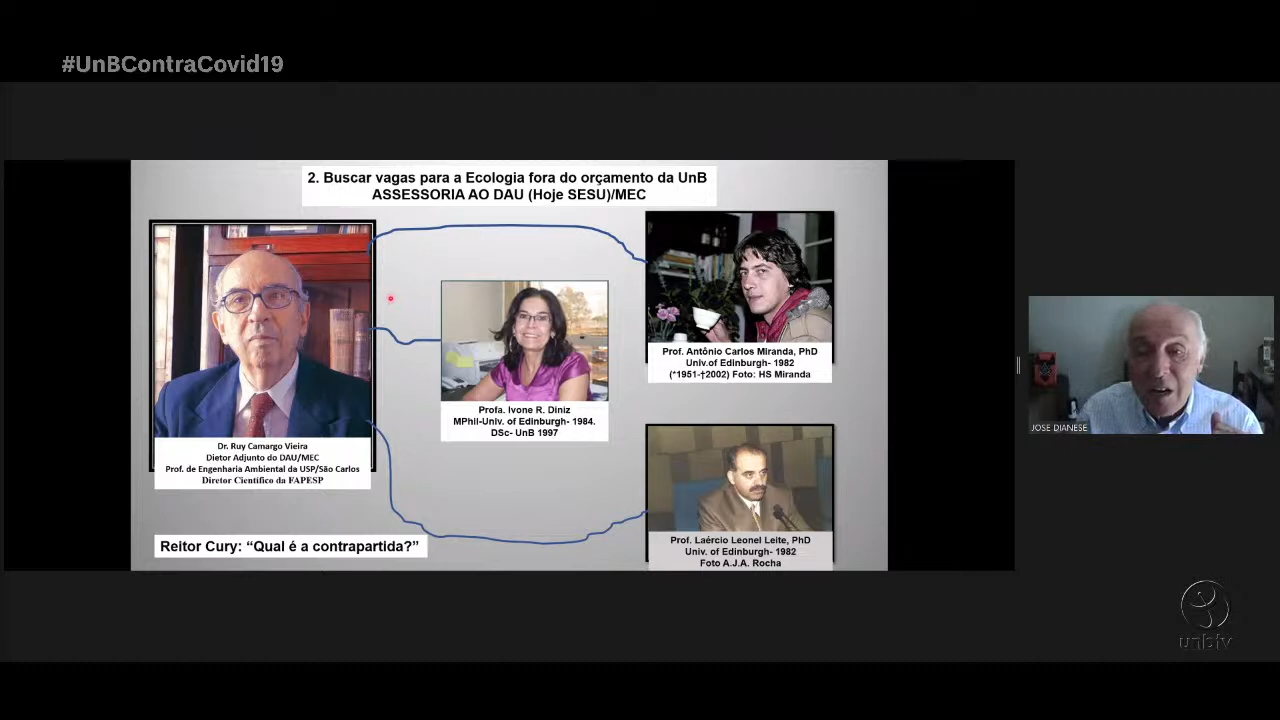 #UnBContraCovid19
2. Buscar vagas para a Ecologia fora do orçamento da UnB
ASSESSORIA AO DAU (Hoje SESU)/MEC
Dr. Ruy Camargo Vieira
Dietor Adjunto do DAU/MEC
Prof. de Engenharia Ambiental da USP/São Carlos
Diretor Científico da FAPESP
Profa. Ivone R. Diniz
MPhil-Univ. of Edinburgh- 1984.
DSc- UnB 1997
Prof. Antônio Carlos Miranda, PhD
Univ.of Edinburgh- 1982
(*1951-†2002) Foto: HS Miranda
Prof. Laércio Leonel Leite, PhD
Univ. of Edinburgh- 1982
Foto A.J.A. Rocha
Reitor Cury: “Qual é a contrapartida?”
JOSE DIANESE
unbtv